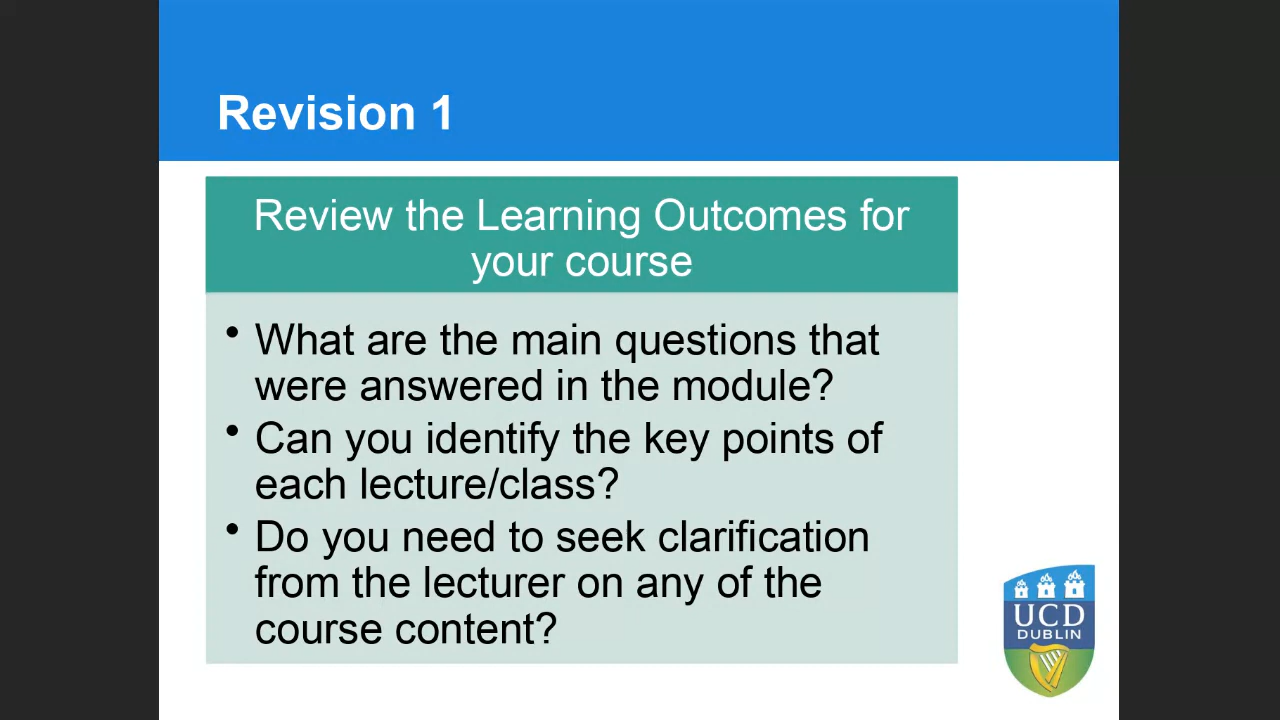 Revision 1
Review the Learning Outcomes for
your course
• What are the main questions that
were answered in the module?
• Can you identify the key points of
each lecture/class?
• Do you need to seek clarification
from the lecturer on any of the
course content?
UCD
DUBLIN